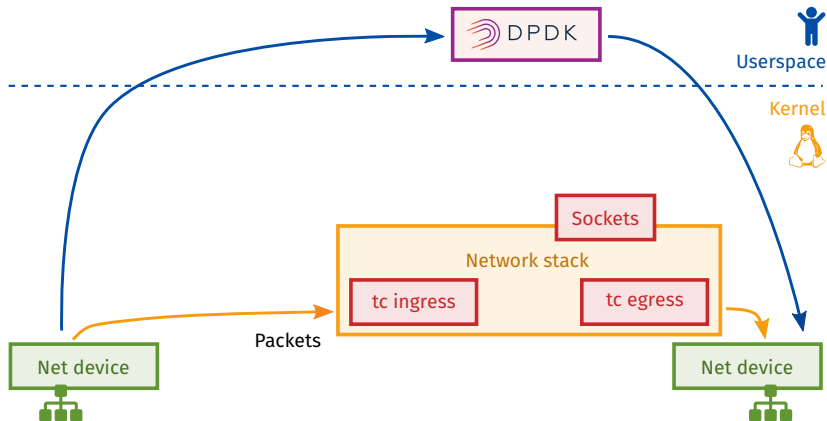 DPDK
Userspace
Kernel
Sockets
Network stack
tc ingress
tc egress
Packets
Net device
Net device